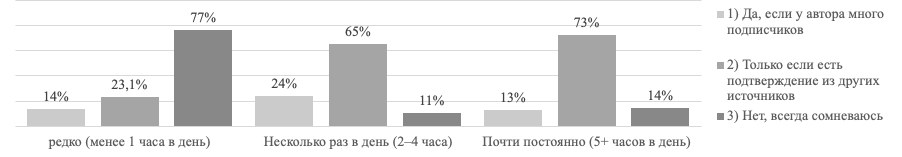 77%
73%
65%
14%
23,1%
24%
11%
13%
14%
редко (менее 1 часа в день)
Несколько раз в день (2–4 часа)
Почти постоянно (5+ часов в день)
1) Да, если у автора много
подписчиков
2) Только если есть
подтверждение из других
источников
3) Нет, всегда сомневаюсь